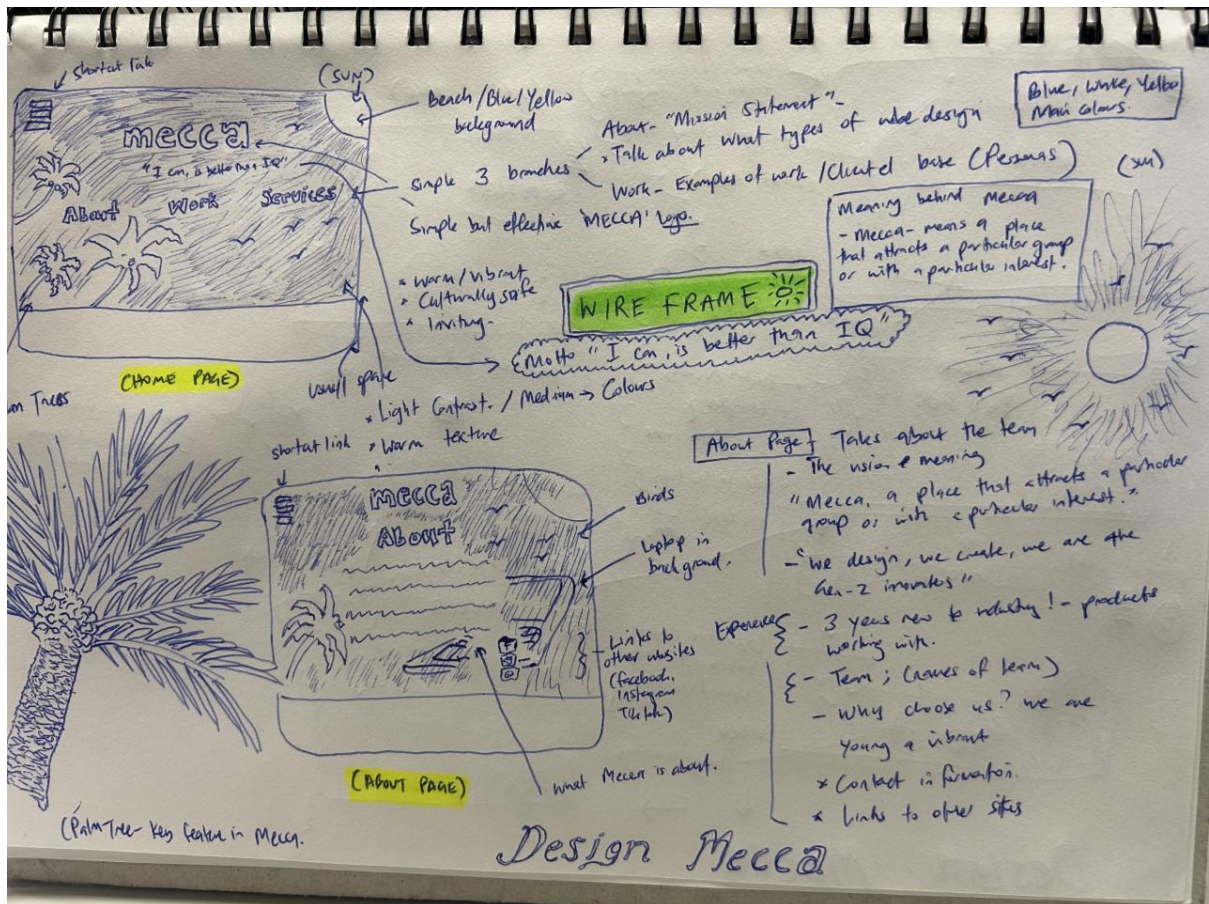 Shortcut link
(SUN)
mecca
"I can, is better than IQ"
About Work Services
(HOME PAGE)
Beach/Blue/Yellow
background
Simple 3 branches
About - "Mission Statement" -
* Talk about what types of design
Work - Examples of work / Clientel base (Personas)
Simple but effective 'MECCA' Logo.
* Warm/vibrant
* Culturally safe
* Inviting.
Blue, White, Yellow
Main colours.
(sun)
Meaning behind Mecca
- Mecca - means a place
that attracts a particular group
or with a particular interest.
WIRE FRAME
Motto "I can, is better than IQ"
space
* Light Contrast / Medium → Colours
* Warm texture
Trees
shortcut link
mecca
About
Birds
Laptop in
background.
- Links to
other websites
(facebook,
Instagram
TikTok)
What Mecca is about.
(ABOUT PAGE)
About Page - Talks about the team
- The vision & meaning
"Mecca, a place that attracts a particular
group or with a particular interest."
- "We design, we create, we are the
Gen-Z inovates"
Experience - 3 years new to industry! - products
working with.
- Team ; (names of team)
- Why choose us? we are
young & vibrant
* Contact information.
* Links to other sites
(Palm Tree - Key feature in Mecca.
Design Mecca